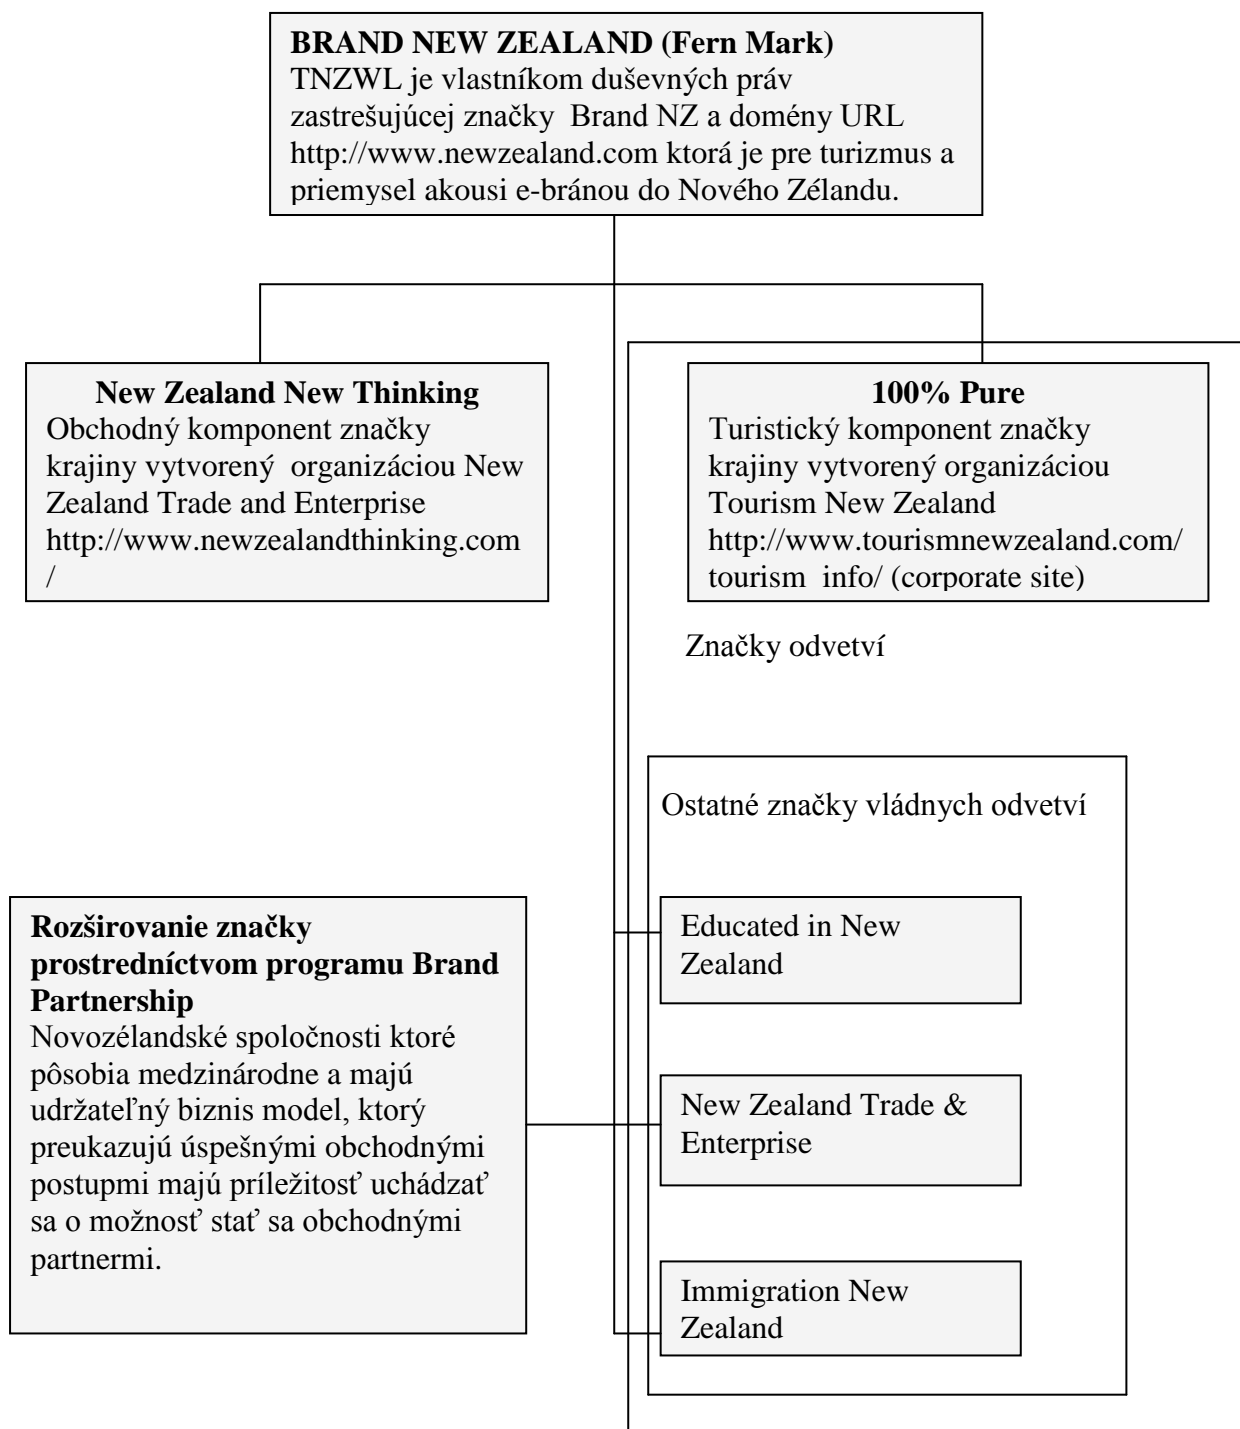 BRAND NEW ZEALAND (Fern Mark)
TNZWL je vlastníkom duševných práv
zastrešujúcej značky  Brand NZ a domény URL
http://www.newzealand.com ktorá je pre turizmus a
priemysel akousi e-bránou do Nového Zélandu.
New Zealand New Thinking
Obchodný komponent značky
krajiny vytvorený  organizáciou New
Zealand Trade and Enterprise
http://www.newzealandthinking.com
/
100% Pure
Turistický komponent značky
krajiny vytvorený organizáciou
Tourism New Zealand
http://www.tourismnewzealand.com/
tourism_info/ (corporate site)
Značky odvetví
Ostatné značky vládnych odvetví
Rozširovanie značky
prostredníctvom programu Brand
Partnership
Novozélandské spoločnosti ktoré
pôsobia medzinárodne a majú
udržateľný biznis model, ktorý
preukazujú úspešnými obchodnými
postupmi majú príležitosť uchádzať
sa o možnosť stať sa obchodnými
partnermi.
Educated in New
Zealand
New Zealand Trade &
Enterprise
Immigration New
Zealand